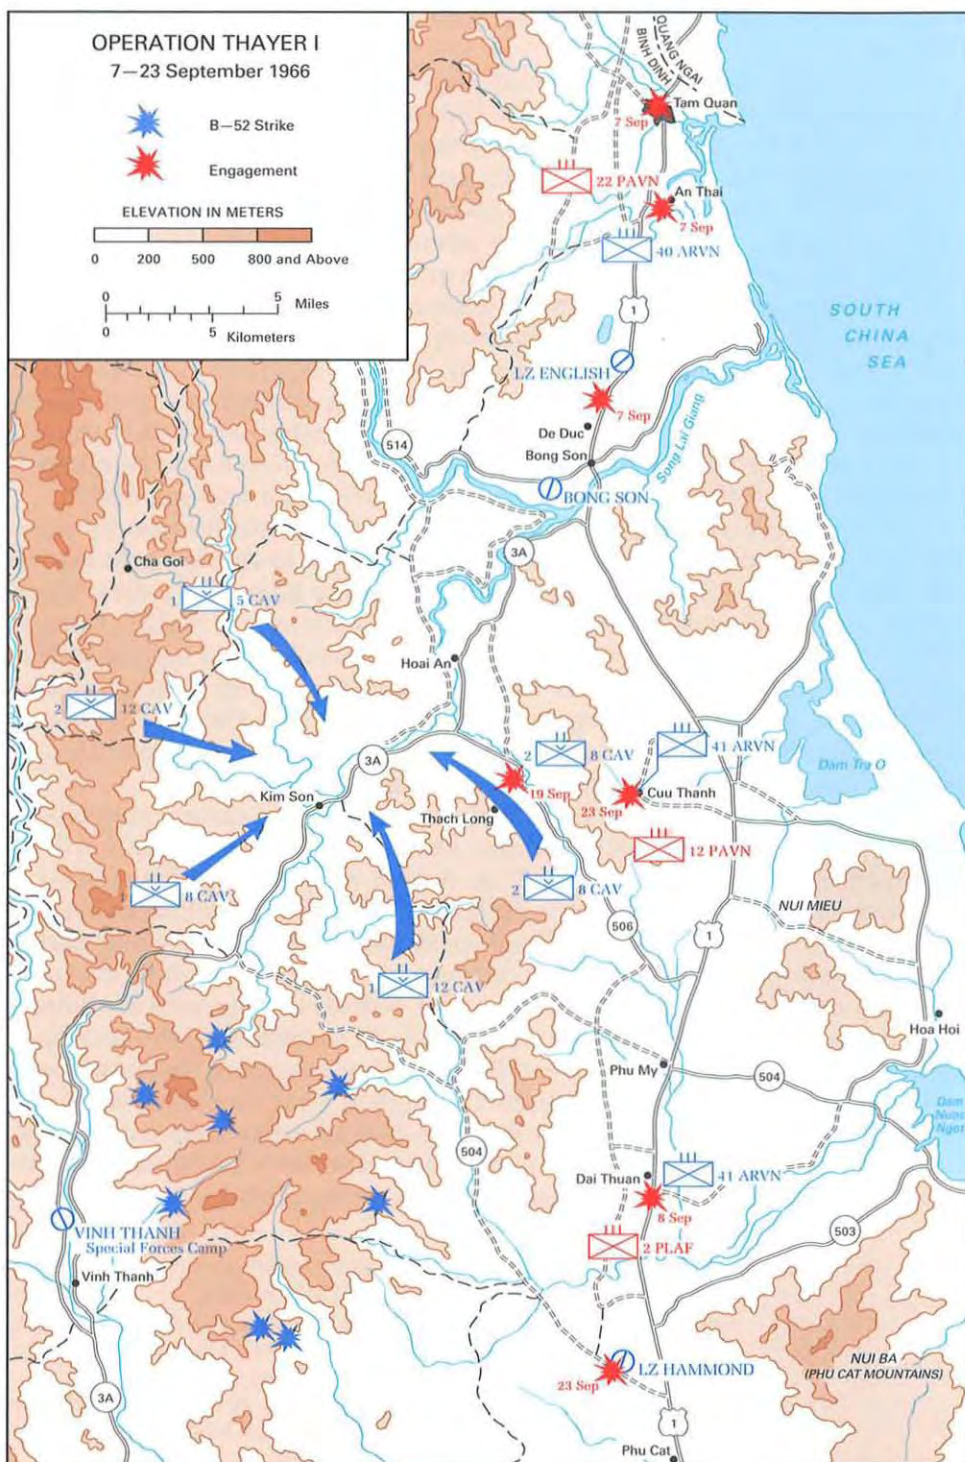 OPERATION THAYER I
7—23 September 1966
B—52 Strike
Engagement
ELEVATION IN METERS
0 200 500 800 and Above
0 5 Miles
0 5 Kilometers
QUANG NGAI
BINH DINH
Tam Quan
7 Sep
22 PAVN
An Thai
7 Sep
40 ARVN
1
SOUTH
CHINA
SEA
LZ ENGLISH
7 Sep
De Duc
514
Bong Son
Song Lai Giang
BONG SON
3A
Cha Goi
1 5 CAV
Hoai An
2 12 CAV
2 8 CAV
41 ARVN
Dam Tra O
3A
19 Sep
Kim Son
Thach Long
23 Sep
Cuu Thanh
12 PAVN
1 8 CAV
2 8 CAV
NUI MIEU
506
1
1 12 CAV
Hoa Hoi
Phu My
504
Dam
Nuoc
Ngot
504
Dai Thuan
41 ARVN
8 Sep
VINH THANH
Special Forces Camp
2 PLAF
503
Vinh Thanh
LZ HAMMOND
23 Sep
NUI BA
(PHU CAT MOUNTAINS)
3A
1
Phu Cat